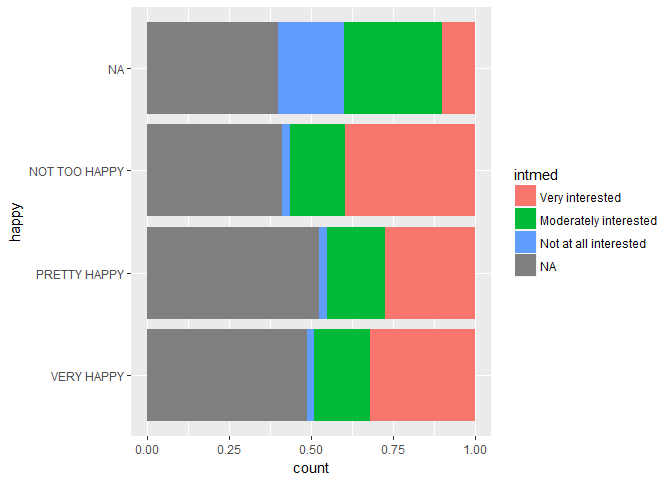 happy
NA
NOT TOO HAPPY
PRETTY HAPPY
VERY HAPPY
0.00 0.25 0.50 0.75 1.00
count
intmed
Very interested
Moderately interested
Not at all interested
NA